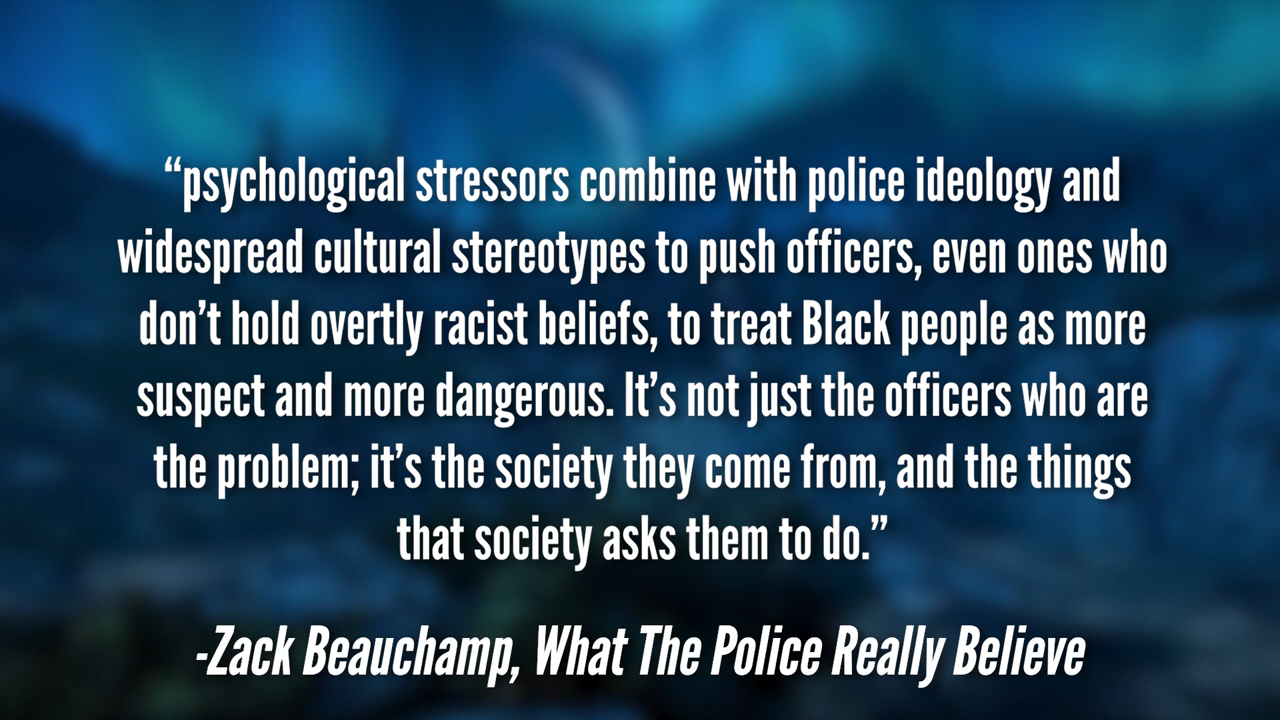 “psychological stressors combine with police ideology and
widespread cultural stereotypes to push officers, even ones who
don’t hold overtly racist beliefs, to treat Black people as more
suspect and more dangerous. It’s not just the officers who are
the problem; it’s the society they come from, and the things
that society asks them to do.”
-Zack Beauchamp, What The Police Really Believe